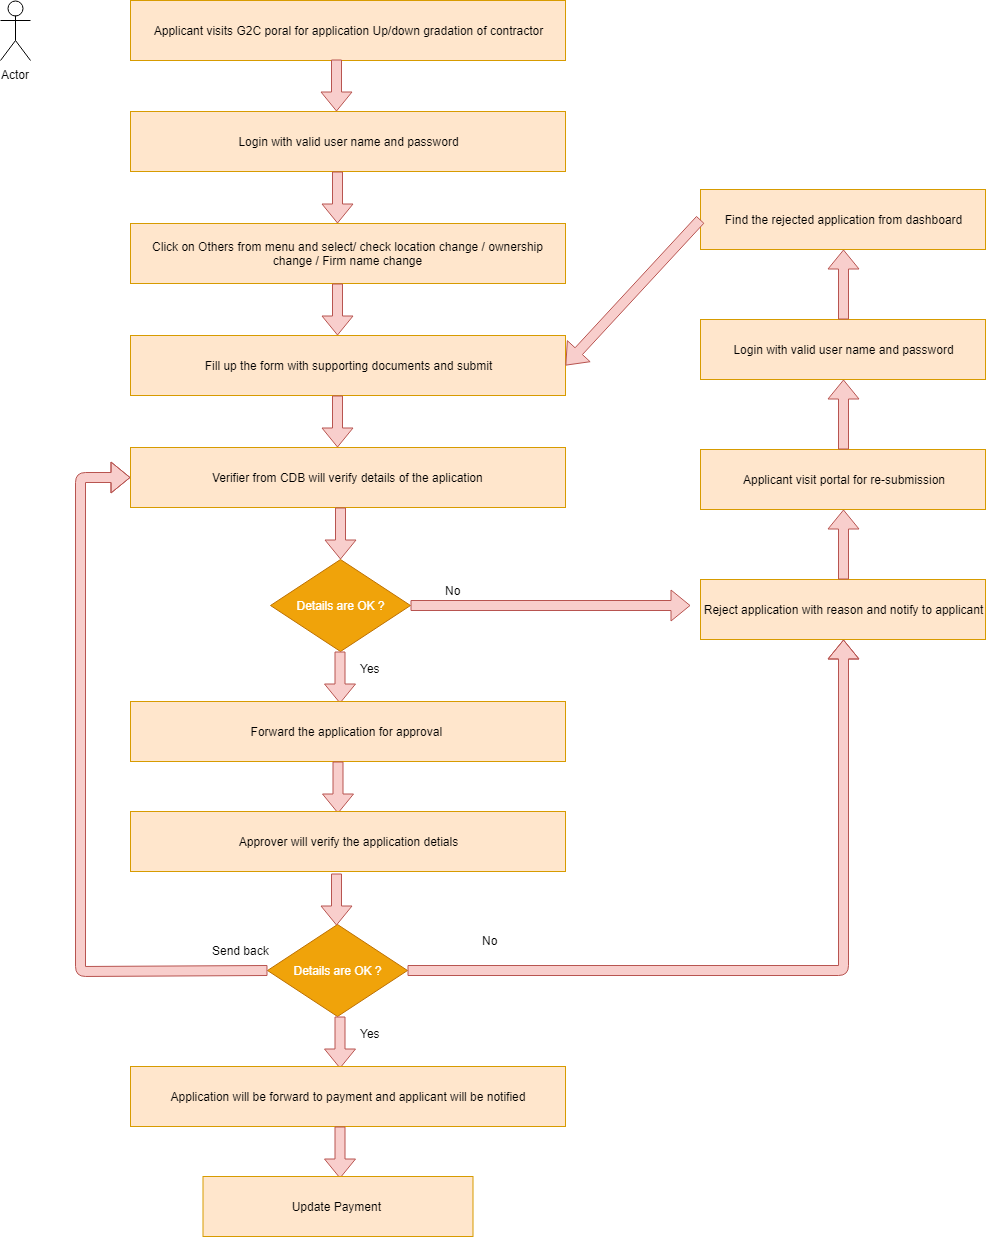 Actor
Applicant visits G2C poral for application Up/down gradation of contractor
Login with valid user name and password
Click on Others from menu and select/ check location change / ownership
change / Firm name change
Fill up the form with supporting documents and submit
Verifier from CDB will verify details of the aplication
Details are OK ?
No
Yes
Reject application with reason and notify to applicant
Applicant visit portal for re-submission
Login with valid user name and password
Find the rejected application from dashboard
Forward the application for approval
Approver will verify the application detials
Details are OK ?
Send back
No
Yes
Application will be forward to payment and applicant will be notified
Update Payment